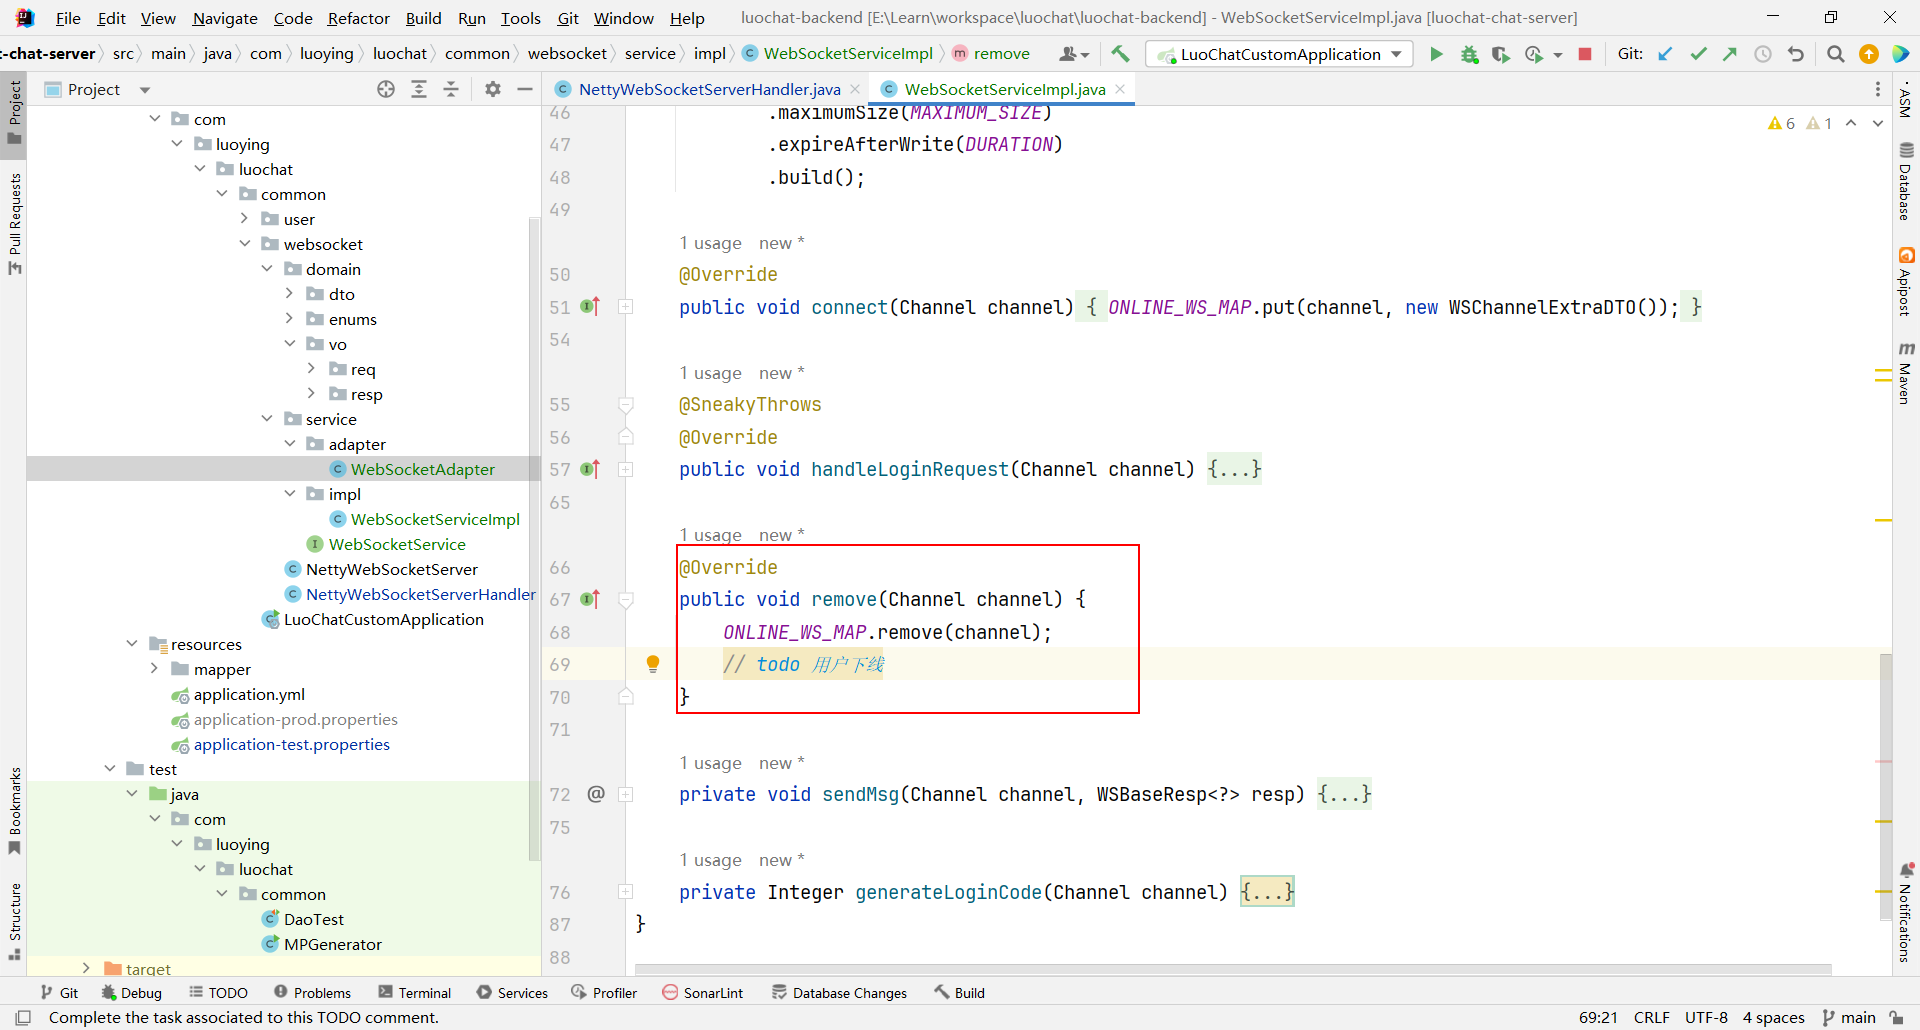 File Edit View Navigate Code Refactor Build Run Tools Git Window Help luochat-backend [E:\Learn\workspace\luochat\luochat-backend] - WebSocketServiceImpl.java [luochat-chat-server]
t-chat-server src main java com luoying luochat common websocket service impl WebSocketServiceImpl remove LuoChatCustomApplication Git:
Project
NettyWebSocketServerHandler.java
WebSocketServiceImpl.java
Project
Pull Requests
Bookmarks
Structure
com
luoying
luochat
common
user
websocket
domain
dto
enums
vo
req
resp
service
adapter
WebSocketAdapter
impl
WebSocketServiceImpl
WebSocketService
NettyWebSocketServer
NettyWebSocketServerHandler
LuoChatCustomApplication
resources
mapper
application.yml
application-prod.properties
application-test.properties
test
java
com
luoying
luochat
common
DaoTest
MPGenerator
target
6 1
46 .maximumSize(MAXIMUM_SIZE)
47 .expireAfterWrite(DURATION)
48 .build();
49
1 usage new *
50 @Override
51 public void connect(Channel channel) { ONLINE_WS_MAP.put(channel, new WSChannelExtraDTO()); }
54
1 usage new *
55 @SneakyThrows
56 @Override
57 public void handleLoginRequest(Channel channel) {...}
65
1 usage new *
66 @Override
67 public void remove(Channel channel) {
68 ONLINE_WS_MAP.remove(channel);
69 // todo 用户下线
70 }
71
1 usage new *
72 private void sendMsg(Channel channel, WSBaseResp<?> resp) {...}
75
1 usage new *
76 private Integer generateLoginCode(Channel channel) {...}
87 }
88
ASM
Database
Apipost
Maven
Notifications
Git Debug TODO Problems Terminal Services Profiler SonarLint Database Changes Build
Complete the task associated to this TODO comment. 69:21 CRLF UTF-8 4 spaces main